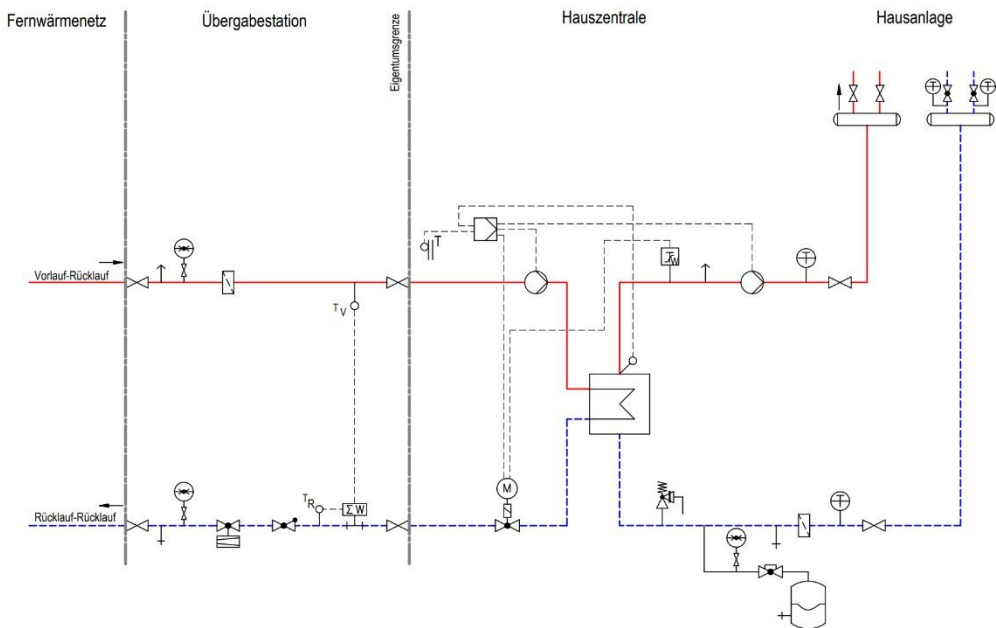 Fernwärmenetz
Übergabestation
Eigentumsgrenze
Hauszentrale
Hausanlage
T
T
T
T
W
T
Vorlauf-Rücklauf
T V
M
T R
Σ W
T
Rücklauf-Rücklauf